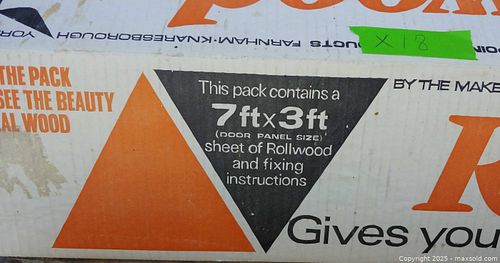 YORK
FARNHAM·KNARESBOROUGH
X 18
THE PACK
SEE THE BEAUTY
AL WOOD
This pack contains a
7ft x 3ft
(DOOR PANEL SIZE)
sheet of Rollwood
and fixing
instructions
BY THE MAKE
R
Gives you
Copyright © 2025 - maxsold.com